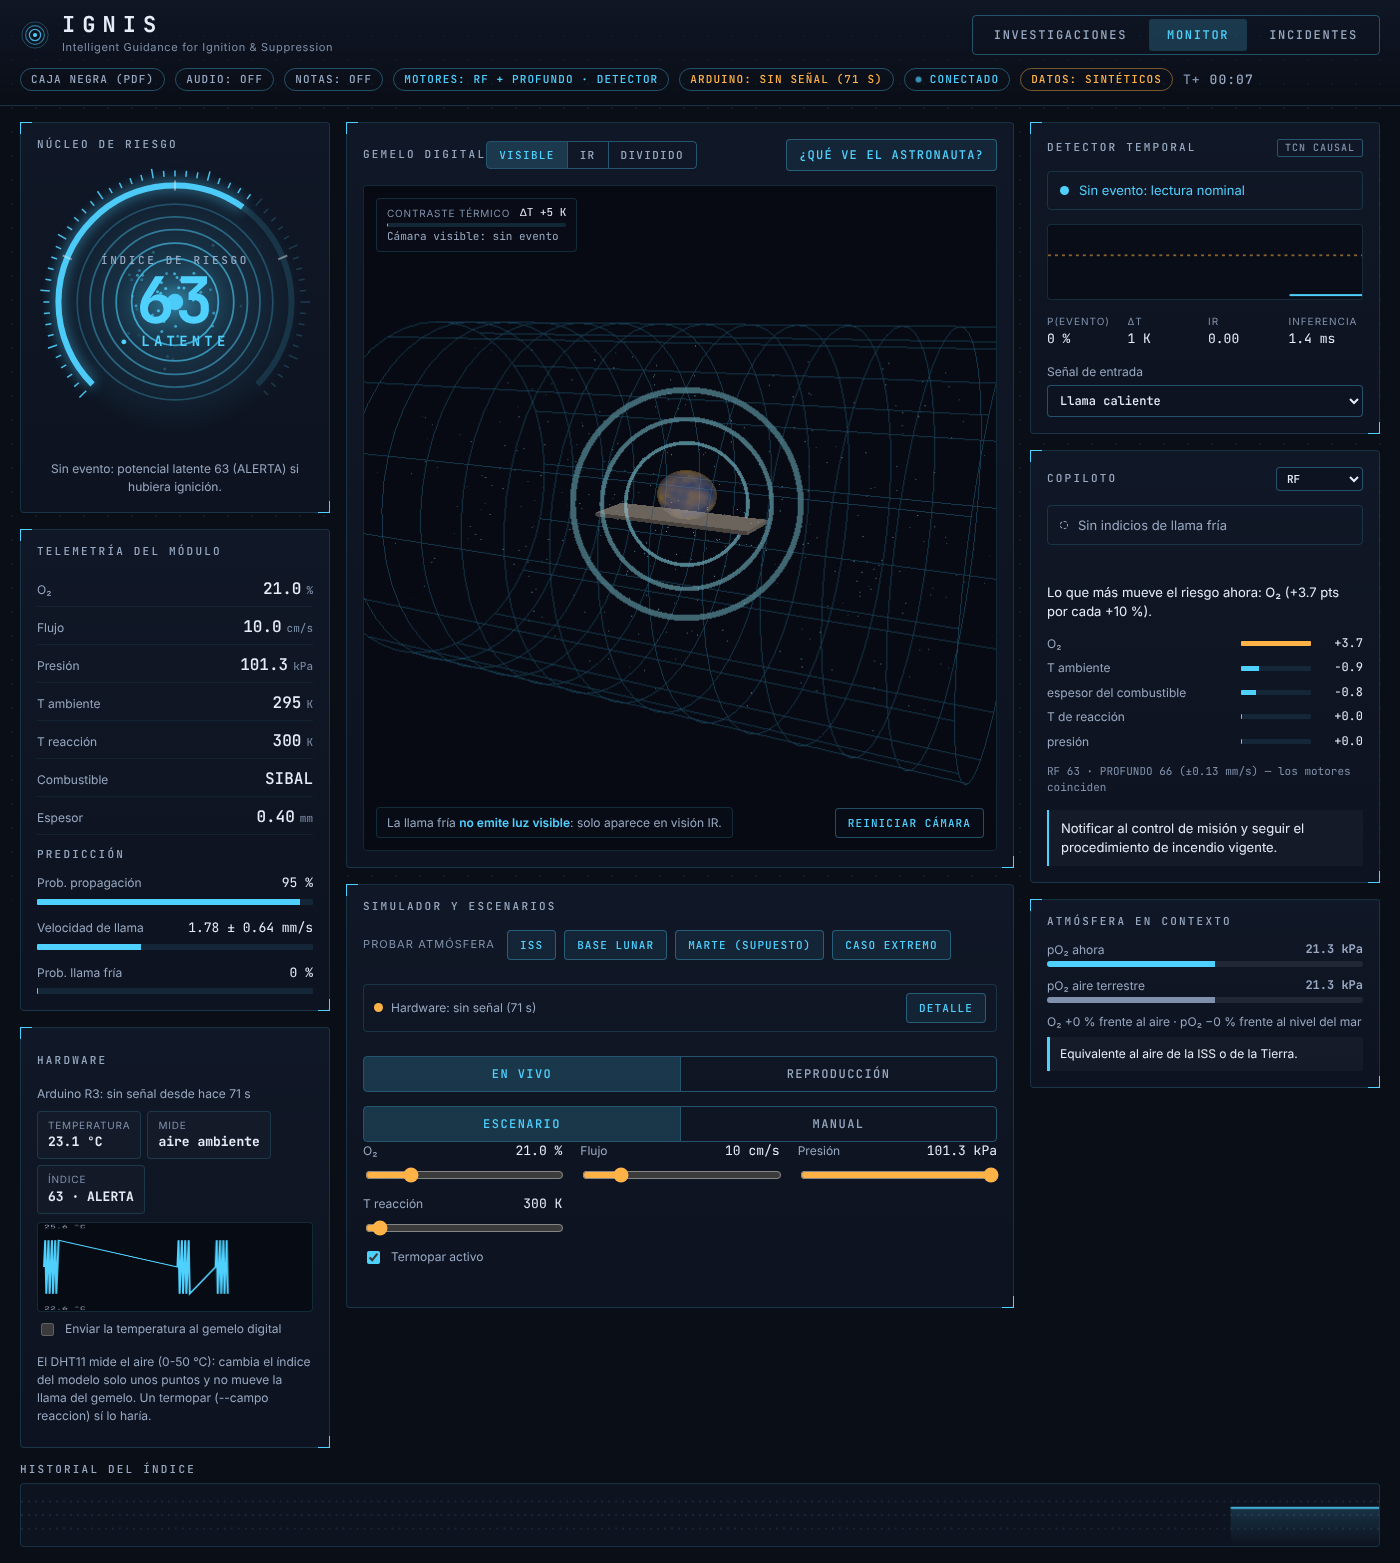 IGNIS
Intelligent Guidance for Ignition & Suppression
INVESTIGACIONES MONITOR INCIDENTES
CAJA NEGRA (PDF) AUDIO: OFF NOTAS: OFF MOTORES: RF + PROFUNDO · DETECTOR ARDUINO: SIN SEÑAL (71 S) CONECTADO DATOS: SINTÉTICOS T+ 00:07
NÚCLEO DE RIESGO
ÍNDICE DE RIESGO
63
• LATENTE
Sin evento: potencial latente 63 (ALERTA) si
hubiera ignición.
TELEMETRÍA DEL MÓDULO
O₂ 21.0 %
Flujo 10.0 cm/s
Presión 101.3 kPa
T ambiente 295 K
T reacción 300 K
Combustible SIBAL
Espesor 0.40 mm
PREDICCIÓN
Prob. propagación 95 %
Velocidad de llama 1.78 ± 0.64 mm/s
Prob. llama fría 0 %
HARDWARE
Arduino R3: sin señal desde hace 71 s
TEMPERATURA
23.1 °C
MIDE
aire ambiente
ÍNDICE
63 · ALERTA
Enviar la temperatura al gemelo digital
El DHT11 mide el aire (0-50 °C): cambia el índice
del modelo solo unos puntos y no mueve la
llama del gemelo. Un termopar (--campo
reaccion) sí lo haría.
GEMELO DIGITAL VISIBLE IR DIVIDIDO ¿QUÉ VE EL ASTRONAUTA?
CONTRASTE TÉRMICO ΔT +5 K
Cámara visible: sin evento
La llama fría no emite luz visible: solo aparece en visión IR.
REINICIAR CÁMARA
SIMULADOR Y ESCENARIOS
PROBAR ATMÓSFERA ISS BASE LUNAR MARTE (SUPUESTO) CASO EXTREMO
Hardware: sin señal (71 s) DETALLE
EN VIVO REPRODUCCIÓN
ESCENARIO MANUAL
O₂ 21.0 % Flujo 10 cm/s Presión 101.3 kPa
T reacción 300 K
Termopar activo
DETECTOR TEMPORAL TCN CAUSAL
Sin evento: lectura nominal
P(EVENTO) ΔT IR INFERENCIA
0 % 1 K 0.00 1.4 ms
Señal de entrada
Llama caliente
COPILOTO RF
Sin indicios de llama fría
Lo que más mueve el riesgo ahora: O₂ (+3.7 pts
por cada +10 %).
O₂ +3.7
T ambiente -0.9
espesor del combustible -0.8
T de reacción +0.0
presión +0.0
RF 63 · PROFUNDO 66 (±0.13 mm/s) — los motores
coinciden
Notificar al control de misión y seguir el
procedimiento de incendio vigente.
ATMÓSFERA EN CONTEXTO
pO₂ ahora 21.3 kPa
pO₂ aire terrestre 21.3 kPa
O₂ +0 % frente al aire · pO₂ −0 % frente al nivel del mar
Equivalente al aire de la ISS o de la Tierra.
HISTORIAL DEL ÍNDICE